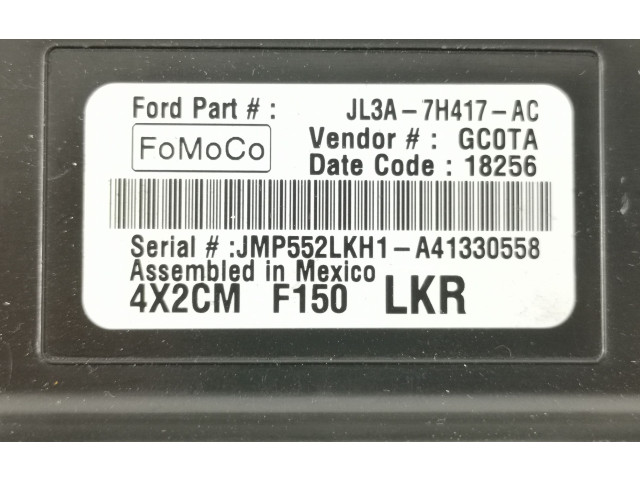 Ford Part # : JL3A-7H417-AC
FoMoCo Vendor # : GC0TA
Date Code : 18256
Serial # :JMP552LKH1-A41330558
Assembled in Mexico
4X2CM F150 LKR